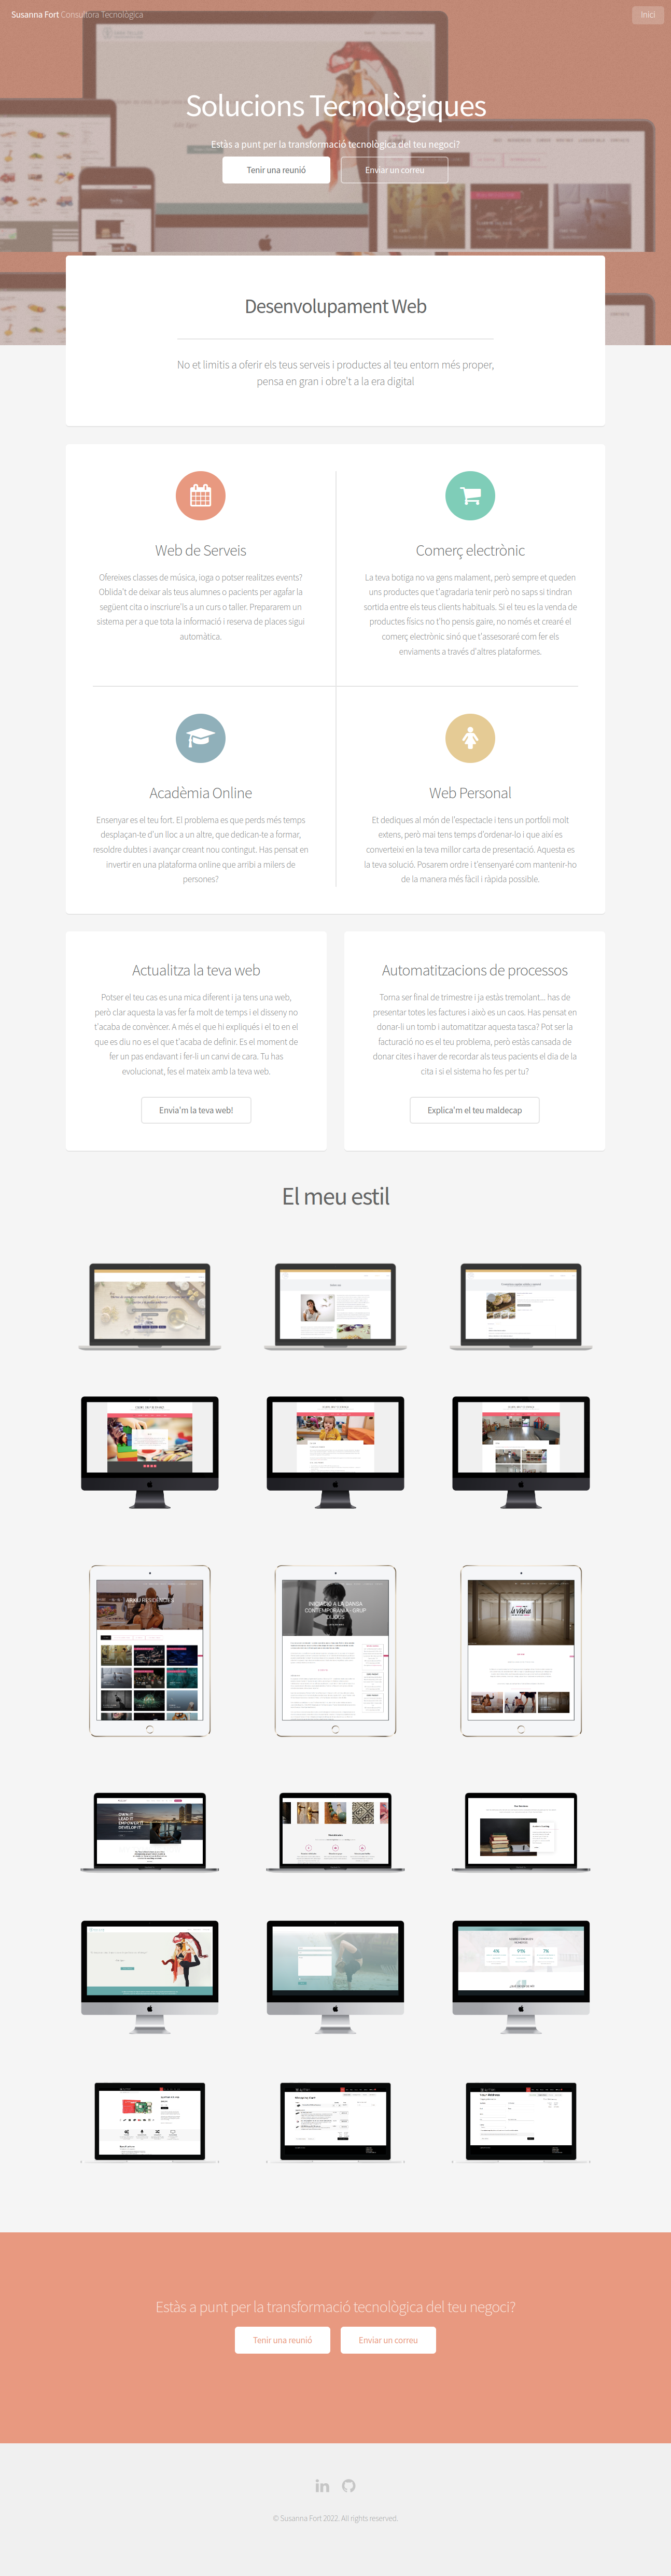 Susanna Fort Consultora Tecnològica
Inici
Solucions Tecnològiques
Estàs a punt per la transformació tecnològica del teu negoci?
Tenir una reunió
Enviar un correu
Desenvolupament Web
No et limitis a oferir els teus serveis i productes al teu entorn més proper,
pensa en gran i obre't a la era digital
Web de Serveis
Ofereixes classes de música, ioga o potser realitzes events?
Oblida't de deixar als teus alumnes o pacients per agafar la
següent cita o inscriure'ls a un curs o taller. Prepararem un
sistema per a que tota la informació i reserva de places sigui
automàtica.
Comerç electrònic
La teva botiga no va gens malament, però sempre et queden
uns productes que t'agradaria tenir però no saps si tindran
sortida entre els teus clients habituals. Si el teu es la venda de
productes físics no t'ho pensis gaire, no només et crearé el
comerç electrònic sinó que t'assesoraré com fer els
enviaments a través d'altres plataformes.
Acadèmia Online
Ensenyar es el teu fort. El problema es que perds més temps
desplaçan-te d'un lloc a un altre, que dedican-te a formar,
resoldre dubtes i avançar creant nou contingut. Has pensat en
invertir en una plataforma online que arribi a milers de
persones?
Web Personal
Et dediques al món de l'espectacle i tens un portfoli molt
extens, però mai tens temps d'ordenar-lo i que així es
converteixi en la teva millor carta de presentació. Aquesta es
la teva solució. Posarem ordre i t'ensenyaré com mantenir-ho
de la manera més fàcil i ràpida possible.
Actualitza la teva web
Potser el teu cas es una mica diferent i ja tens una web,
però clar aquesta la vas fer fa molt de temps i el disseny no
t'acaba de convèncer. A més el que hi expliqués i el to en el
que es diu no es el que t'acaba de definir. Es el moment de
fer un pas endavant i fer-li un canvi de cara. Tu has
evolucionat, fes el mateix amb la teva web.
Envia'm la teva web!
Automatitzacions de processos
Torna ser final de trimestre i ja estàs tremolant... has de
presentar totes les factures i això es un caos. Has pensat en
donar-li un tomb i automatitzar aquesta tasca? Pot ser la
facturació no es el teu problema, però estàs cansada de
donar cites i haver de recordar als teus pacients el dia de la
cita i si el sistema ho fes per tu?
Explica'm el teu maldecap
El meu estil
ARAIU RESIDÈNCIES
INICIACIÓ A LA DANSA
CONTEMPORÀNIA - GRUP
DIJOUS
OWN IT
LEAD IT
EMPOWER IT
DEVELOP IT
Estàs a punt per la transformació tecnològica del teu negoci?
Tenir una reunió
Enviar un correu
© Susanna Fort 2022. All rights reserved.